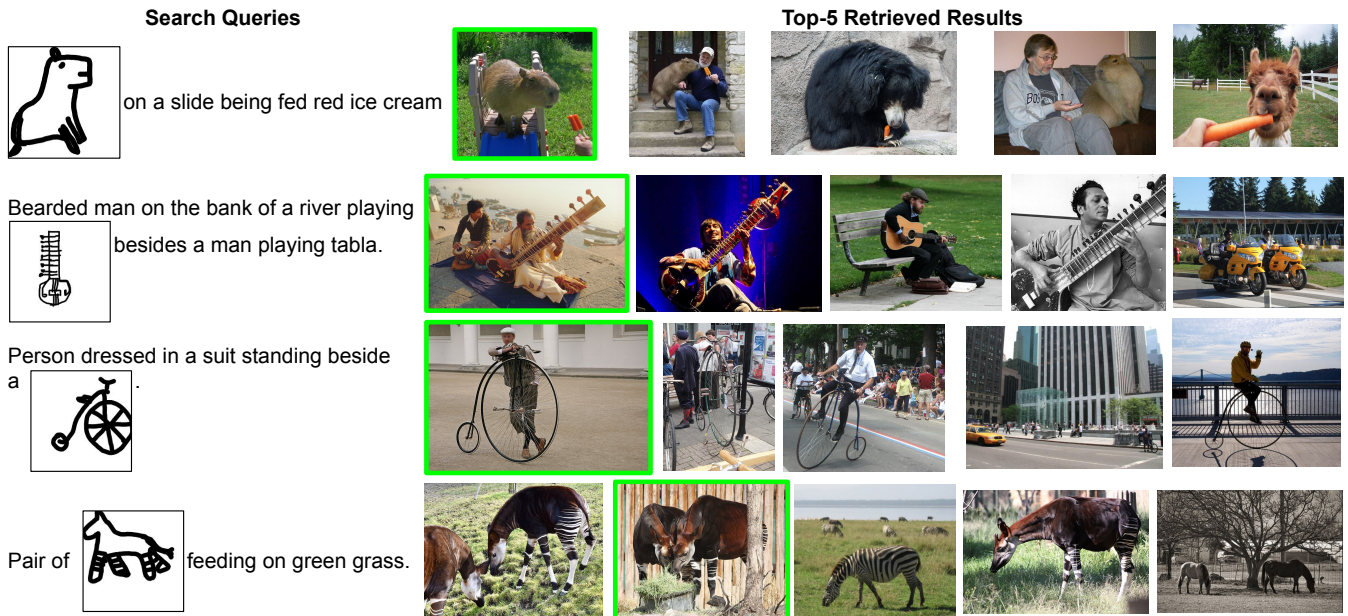 Search Queries
Top-5 Retrieved Results
on a slide being fed red ice cream
Bearded man on the bank of a river playing
besides a man playing tabla.
Person dressed in a suit standing beside
a .
Pair of feeding on green grass.